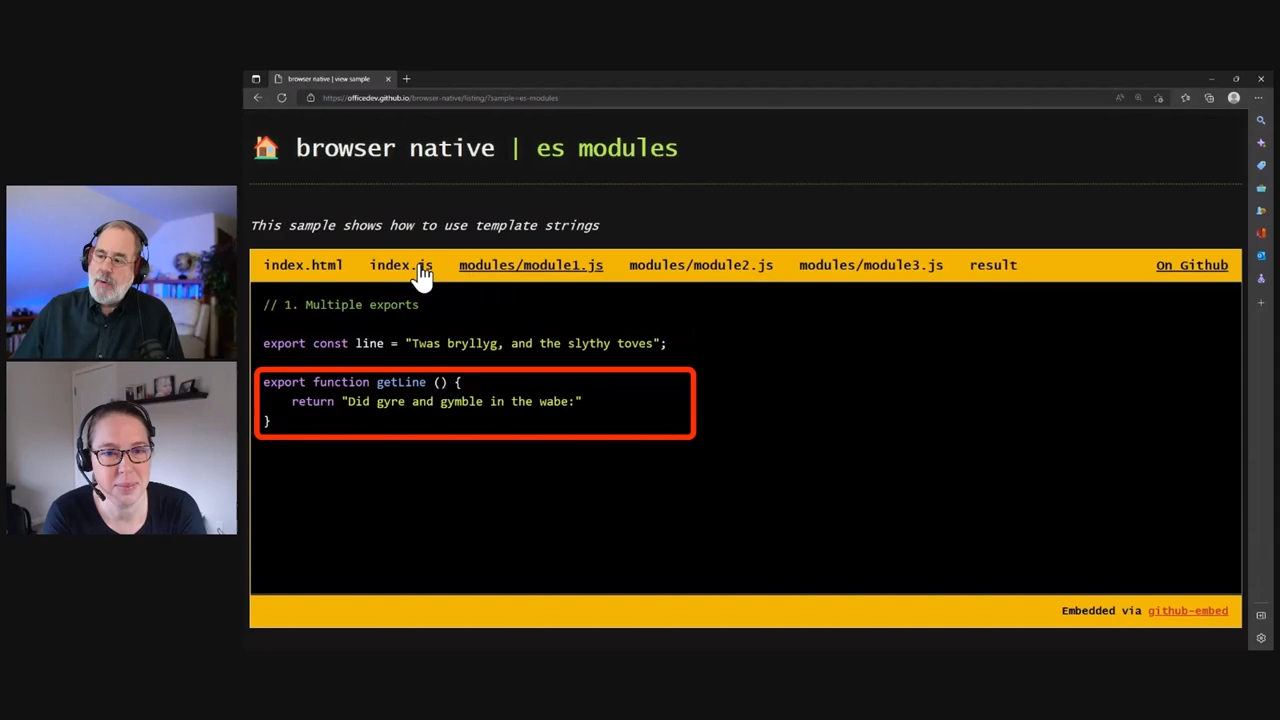 browser native | view sample
https://officedev.github.io/browser-native/listing/?sample=es-modules
browser native | es modules
This sample shows how to use template strings
index.html index.js modules/module1.js modules/module2.js modules/module3.js result On Github
// 1. Multiple exports
export const line = "Twas bryllyg, and the slythy toves";
export function getLine () {
return "Did gyre and gymble in the wabe:"
}
Embedded via github-embed